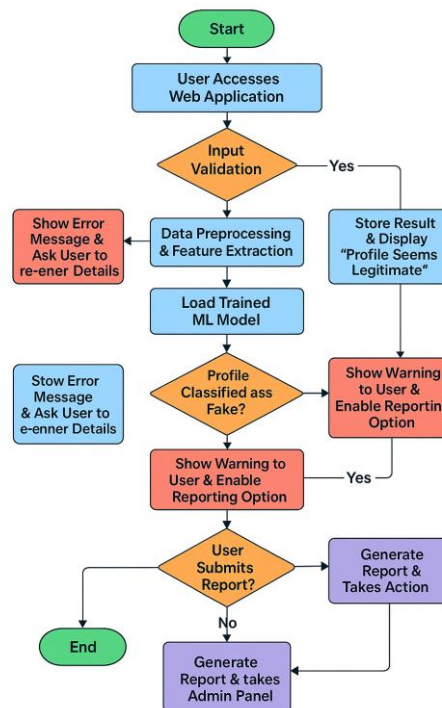 Start
User Accesses
Web Application
Input
Validation
Yes
Show Error
Message &
Ask User to
re-ener Details
Data Preprocessing
& Feature Extraction
Store Result
& Display
“Profile Seems
Legitimate”
Load Trained
ML Model
Stow Error
Message
& Ask User to
e-enner Details
Profile
Classified ass
Fake?
Show Warning
to User &
Enable Reporting
Option
Show Warning to
User & Enable
Reporting Option
Yes
User
Submits
Report?
Generate
Report &
Takes Action
No
End
Generate
Report & takes
Admin Panel